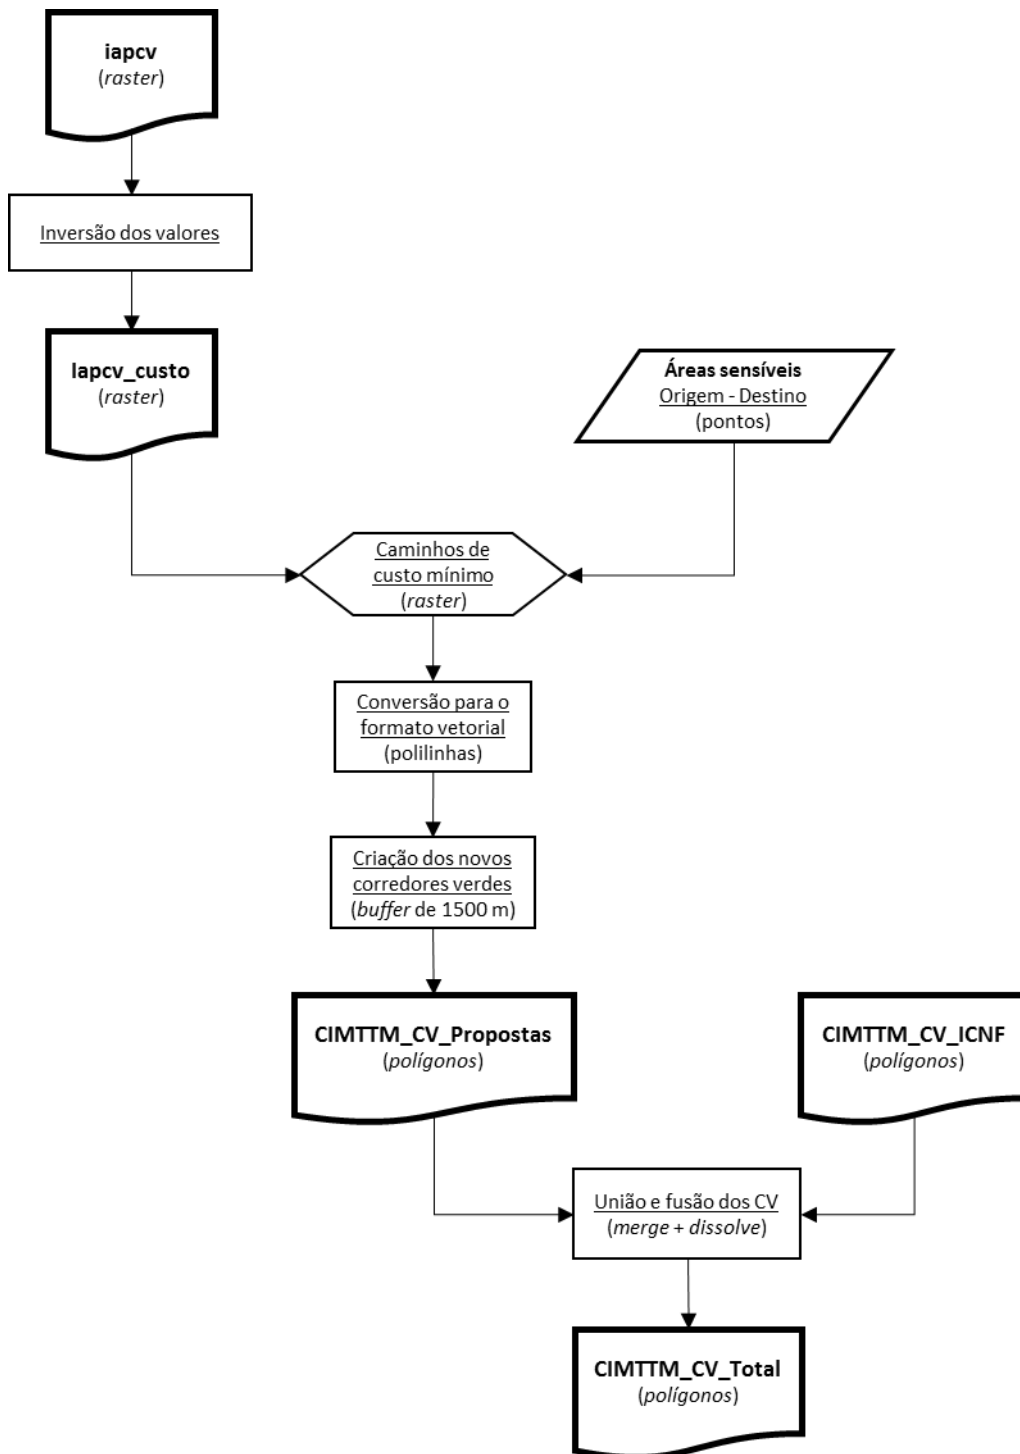 iapcv
(raster)
Inversão dos valores
Iapcv_custo
(raster)
Áreas sensíveis
Origem - Destino
(pontos)
Caminhos de
custo mínimo
(raster)
Conversão para o
formato vetorial
(polilinhas)
Criação dos novos
corredores verdes
(buffer de 1500 m)
CIMTTM_CV_Propostas
(polígonos)
CIMTTM_CV_ICNF
(polígonos)
União e fusão dos CV
(merge + dissolve)
CIMTTM_CV_Total
(polígonos)